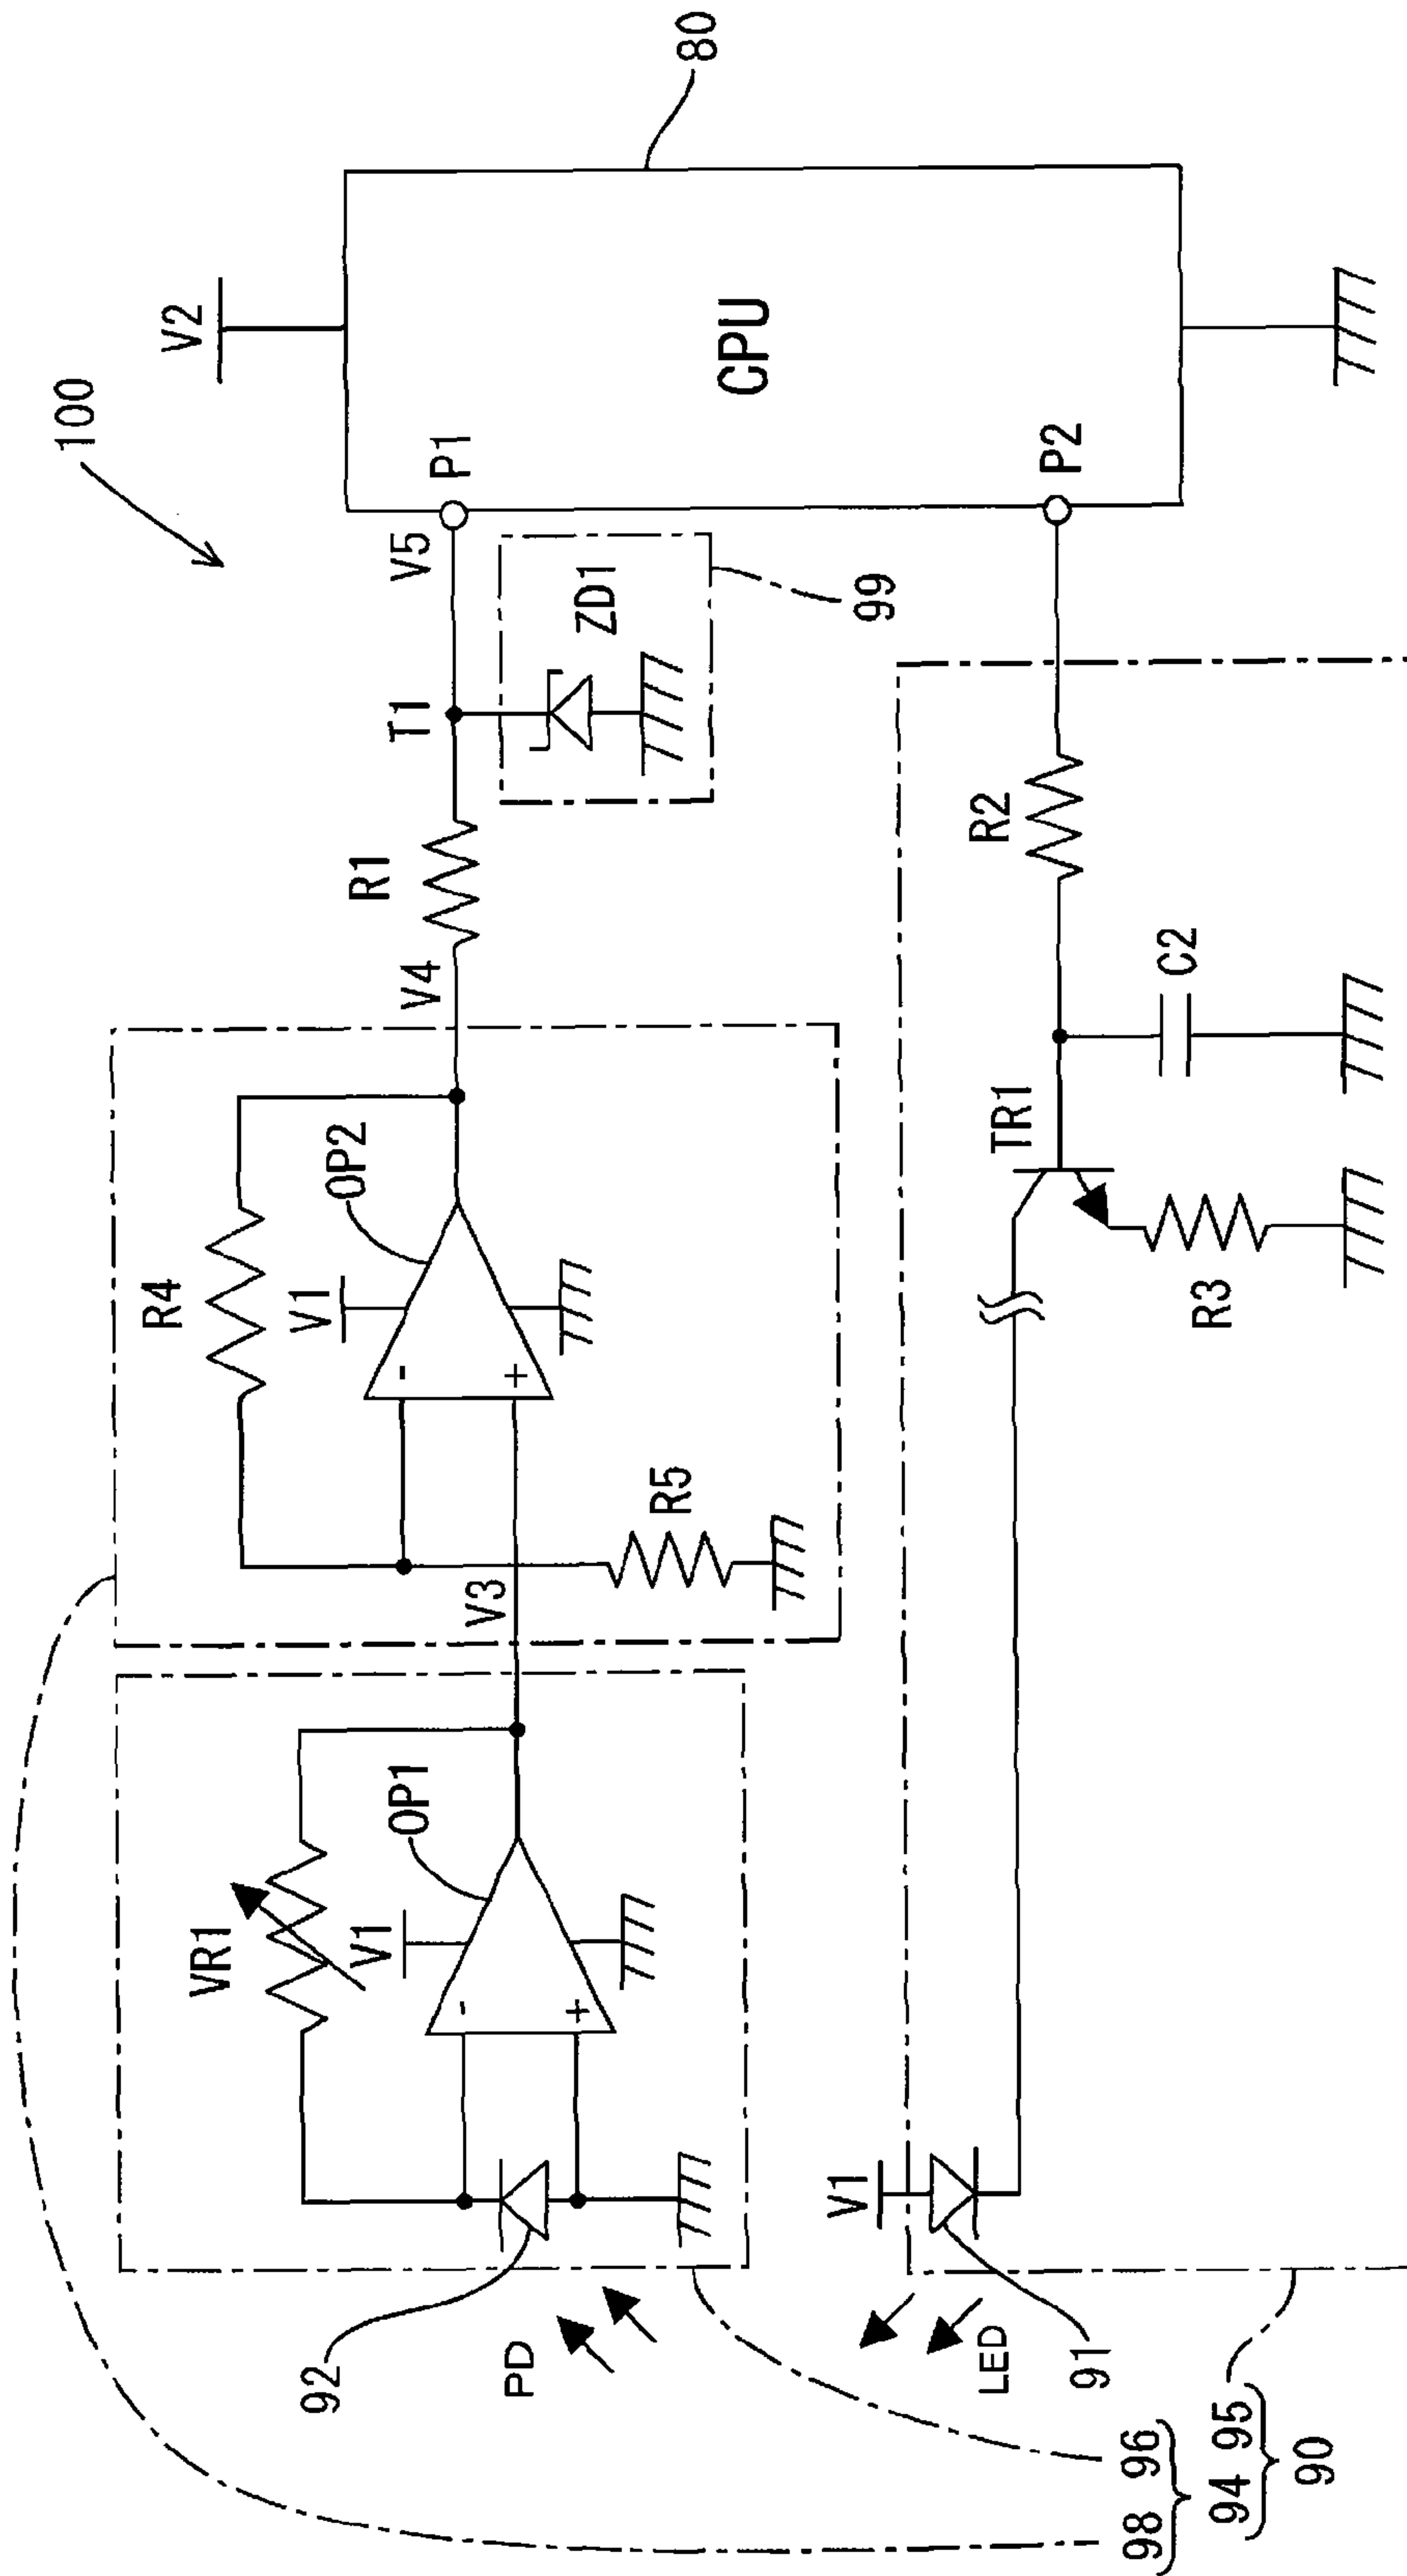 100
V2
80
CPU
P1
P2
V5
T1
ZD1
99
R1
V4
R4
OP2
V1
-
+
R5
V3
VR1
OP1
V1
-
+
92
PD
R2
C2
TR1
R3
V1
LED
91
98 96
94 95
90